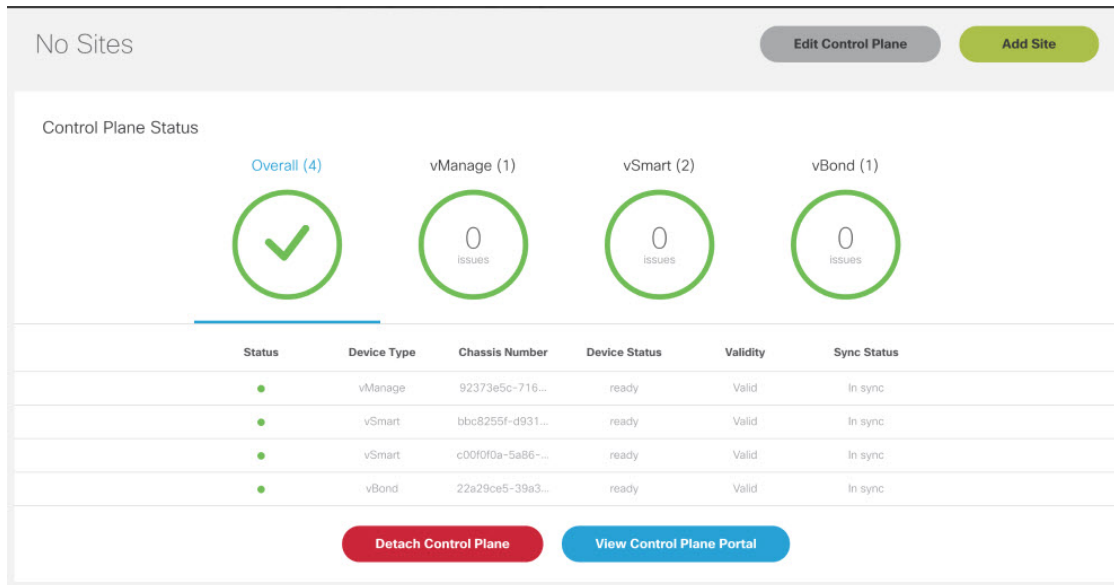 No Sites
Edit Control Plane
Add Site
Control Plane Status
Overall (4) vManage (1) vSmart (2) vBond (1)
0 0 0
issues issues issues
Status Device Type Chassis Number Device Status Validity Sync Status
vManage 92373e5c-716... ready Valid In sync
vSmart bbc8255f-d931... ready Valid In sync
vSmart c00f0f0a-5a86-... ready Valid In sync
vBond 22a29ce5-39a3... ready Valid In sync
Detach Control Plane View Control Plane Portal